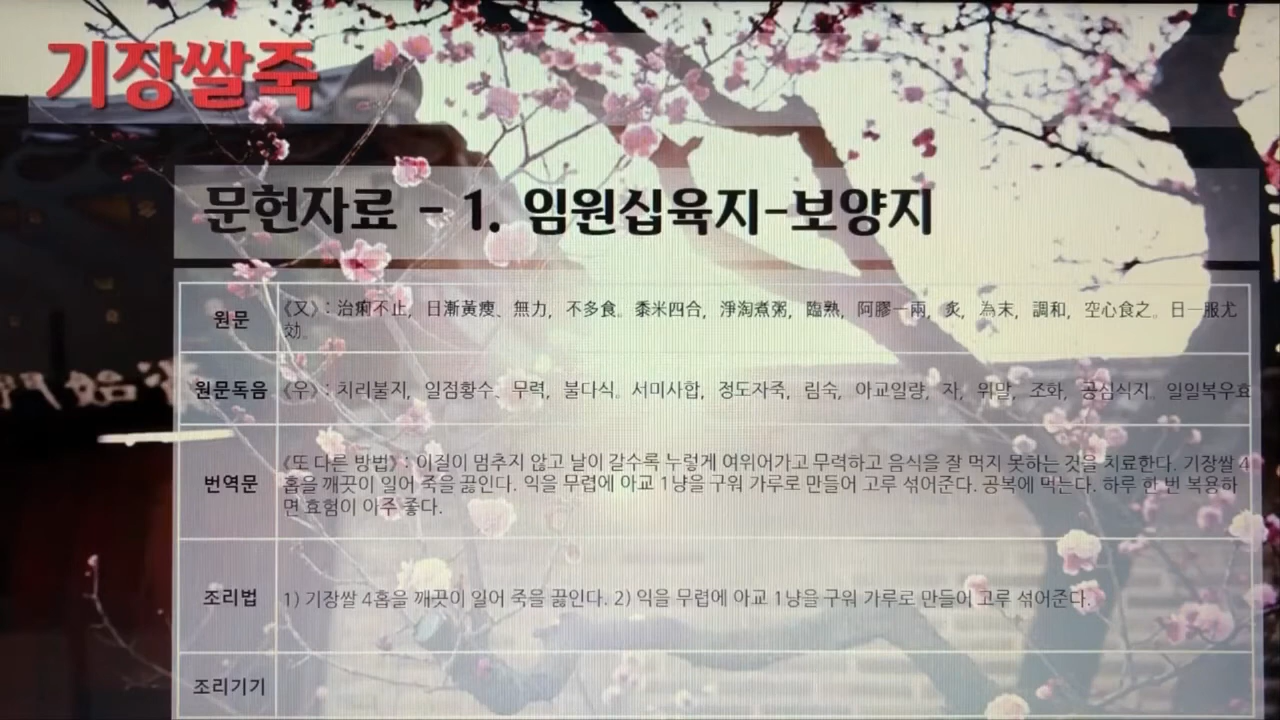 기장쌀죽
문헌자료 - 1. 임원십육지-보양지
원문
《又》: 治痢不止, 日漸黃瘦、無力, 不多食。黍米四合, 淨淘煮粥, 臨熟, 阿膠一兩, 炙, 為末, 調和, 空心食之。日一服尤
効。
원문독음
《우》: 치리불지, 일점황수、무력, 불다식。서미사합, 정도자죽, 림숙, 아교일량, 자, 위말, 조화, 공심식지。일일복우효
번역문
《또 다른 방법》: 이질이 멈추지 않고 날이 갈수록 누렇게 여위어가고 무력하고 음식을 잘 먹지 못하는 것을 치료한다. 기장쌀 4
홉을 깨끗이 일어 죽을 끓인다. 익을 무렵에 아교 1냥을 구워 가루로 만들어 고루 섞어준다. 공복에 먹는다. 하루 한 번 복용하
면 효험이 아주 좋다.
조리법
1) 기장쌀 4홉을 깨끗이 일어 죽을 끓인다. 2) 익을 무렵에 아교 1냥을 구워 가루로 만들어 고루 섞어준다.
조리기기